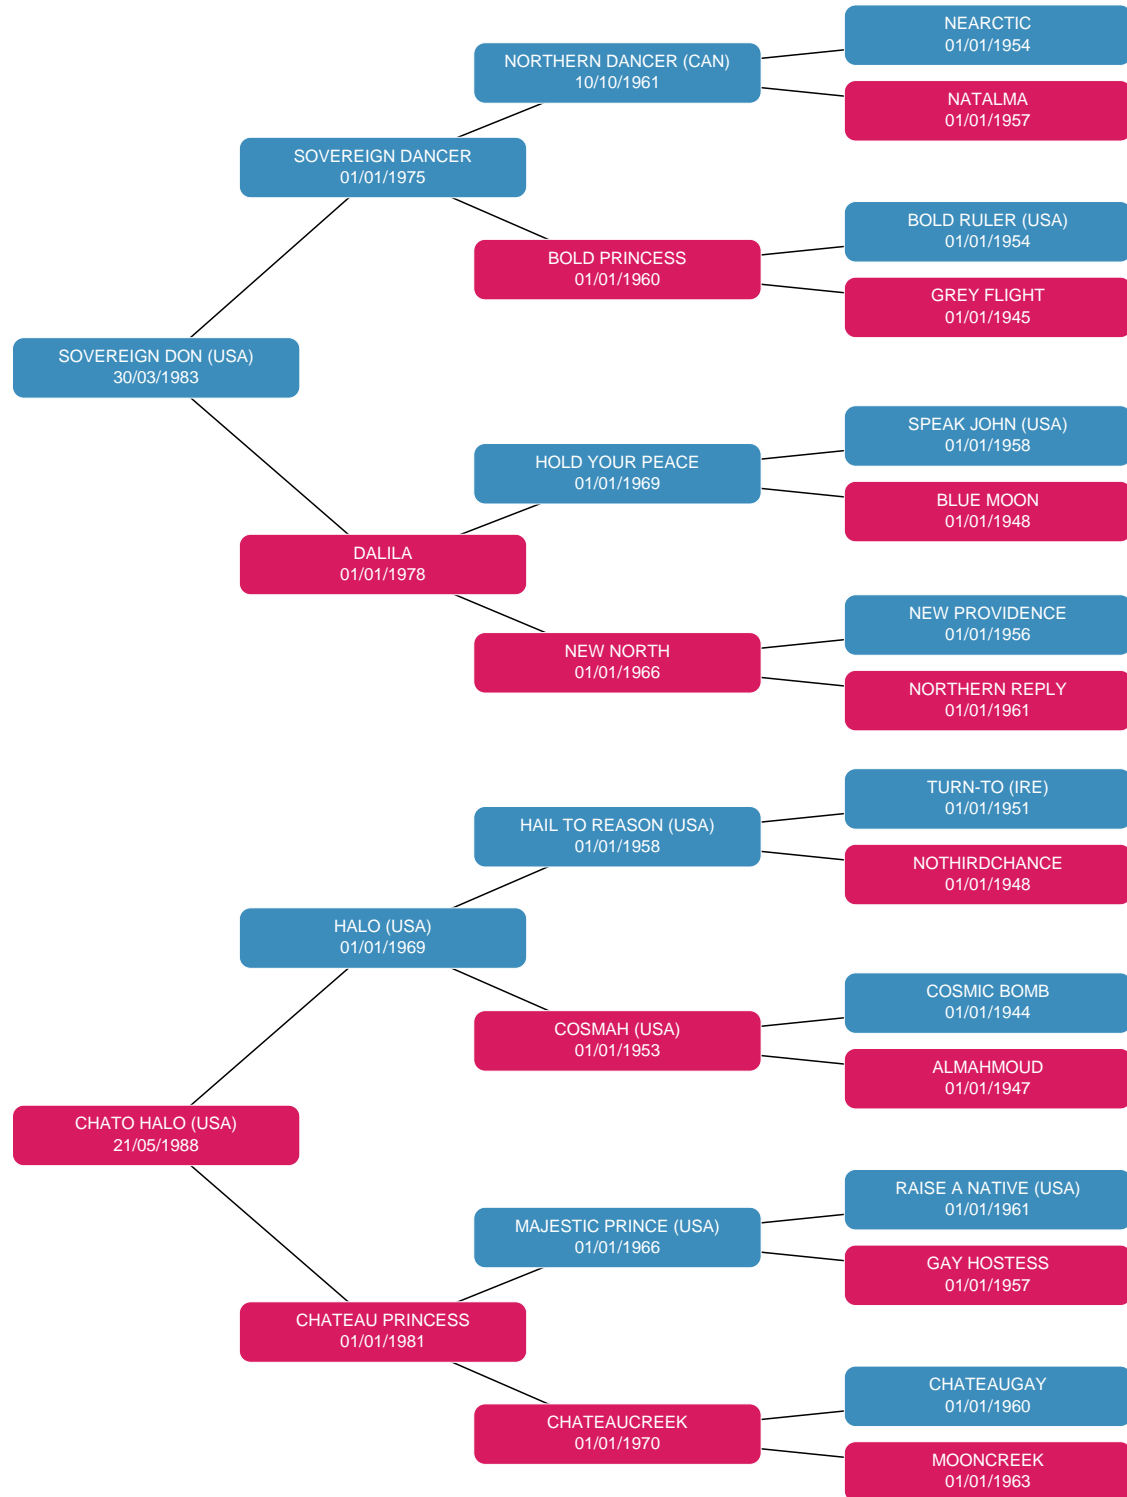 NEARCTIC
01/01/1954
NORTHERN DANCER (CAN)
10/10/1961
NATALMA
01/01/1957
SOVEREIGN DANCER
01/01/1975
BOLD RULER (USA)
01/01/1954
BOLD PRINCESS
01/01/1960
GREY FLIGHT
01/01/1945
SOVEREIGN DON (USA)
30/03/1983
SPEAK JOHN (USA)
01/01/1958
HOLD YOUR PEACE
01/01/1969
BLUE MOON
01/01/1948
DALILA
01/01/1978
NEW PROVIDENCE
01/01/1956
NEW NORTH
01/01/1966
NORTHERN REPLY
01/01/1961
TURN-TO (IRE)
01/01/1951
HAIL TO REASON (USA)
01/01/1958
NOTHIRDCHANCE
01/01/1948
HALO (USA)
01/01/1969
COSMIC BOMB
01/01/1944
COSMAH (USA)
01/01/1953
ALMAHMOUD
01/01/1947
CHATO HALO (USA)
21/05/1988
RAISE A NATIVE (USA)
01/01/1961
MAJESTIC PRINCE (USA)
01/01/1966
GAY HOSTESS
01/01/1957
CHATEAU PRINCESS
01/01/1981
CHATEAUGAY
01/01/1960
CHATEAUCREEK
01/01/1970
MOONCREEK
01/01/1963